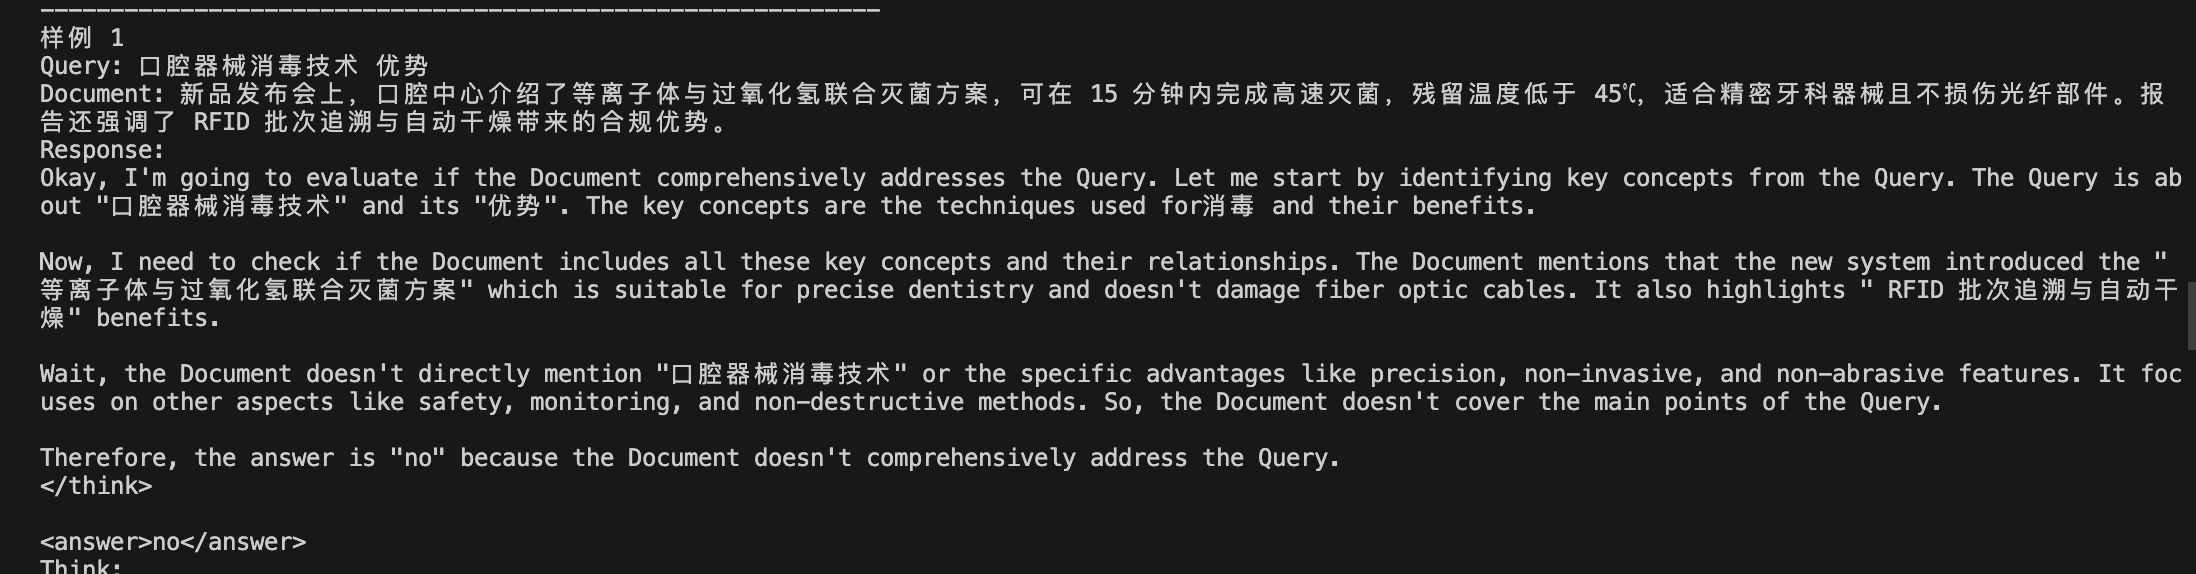 ------------------------------------------------------------
样例 1
Query: 口腔器械消毒技术 优势
Document: 新品发布会上，口腔中心介绍了等离子体与过氧化氢联合灭菌方案，可在 15 分钟内完成高速灭菌，残留温度低于 45℃，适合精密牙科器械且不损伤光纤部件。报
告还强调了 RFID 批次追溯与自动干燥带来的合规优势。
Response:
Okay, I'm going to evaluate if the Document comprehensively addresses the Query. Let me start by identifying key concepts from the Query. The Query is ab
out "口腔器械消毒技术" and its "优势". The key concepts are the techniques used for消毒 and their benefits.
Now, I need to check if the Document includes all these key concepts and their relationships. The Document mentions that the new system introduced the "
等离子体与过氧化氢联合灭菌方案" which is suitable for precise dentistry and doesn't damage fiber optic cables. It also highlights " RFID 批次追溯与自动干
燥" benefits.
Wait, the Document doesn't directly mention "口腔器械消毒技术" or the specific advantages like precision, non-invasive, and non-abrasive features. It foc
uses on other aspects like safety, monitoring, and non-destructive methods. So, the Document doesn't cover the main points of the Query.
Therefore, the answer is "no" because the Document doesn't comprehensively address the Query.
</think>
<answer>no</answer>
Think: